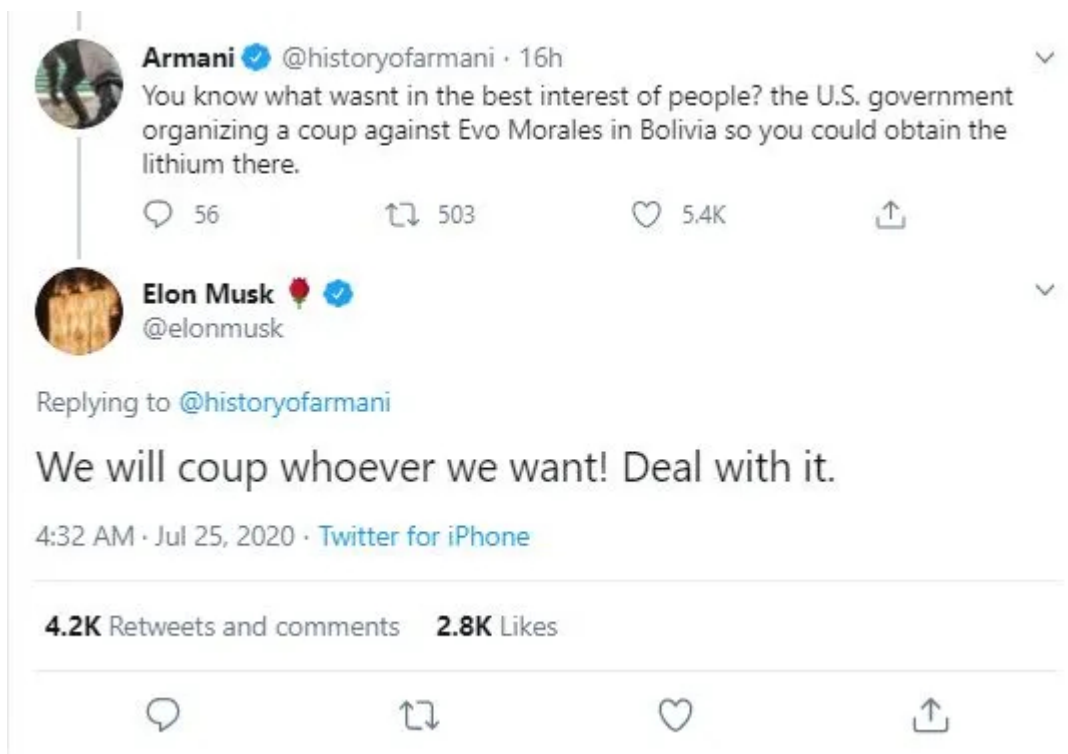 Armani @historyofarmani · 16h
You know what wasnt in the best interest of people? the U.S. government
organizing a coup against Evo Morales in Bolivia so you could obtain the
lithium there.
56 503 5.4K
Elon Musk 🌹
@elonmusk
Replying to @historyofarmani
We will coup whoever we want! Deal with it.
4:32 AM · Jul 25, 2020 · Twitter for iPhone
4.2K Retweets and comments 2.8K Likes